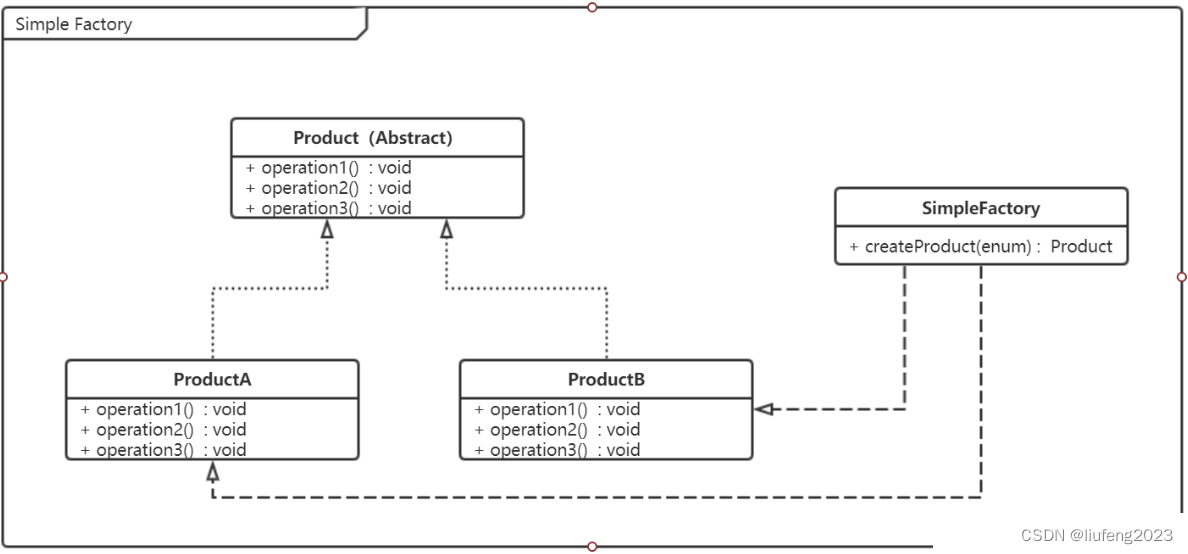 Simple Factory
Product (Abstract)
+ operation1() : void
+ operation2() : void
+ operation3() : void
SimpleFactory
+ createProduct(enum) : Product
ProductA
+ operation1() : void
+ operation2() : void
+ operation3() : void
ProductB
+ operation1() : void
+ operation2() : void
+ operation3() : void
CSDN @liufeng2023